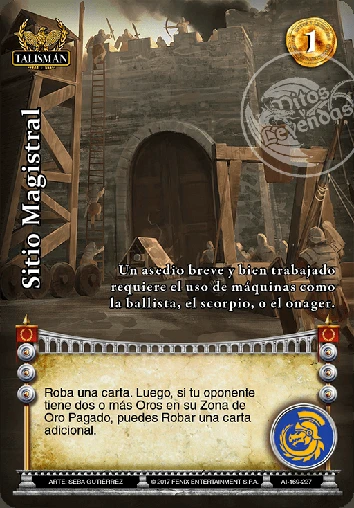 TALISMÁN
1
Mitos y
Leyendas
Sitio Magistral
Un asedio breve y bien trabajado
requiere el uso de máquinas como
la ballista, el scorpio, o el onager.
Roba una carta. Luego, si tu oponente
tiene dos o más Oros en su Zona de
Oro Pagado, puedes Robar una carta
adicional.
ARTE: SEBA GUTIÉRREZ
© 2017 FENIX ENTERTAINMENT S.P.A.